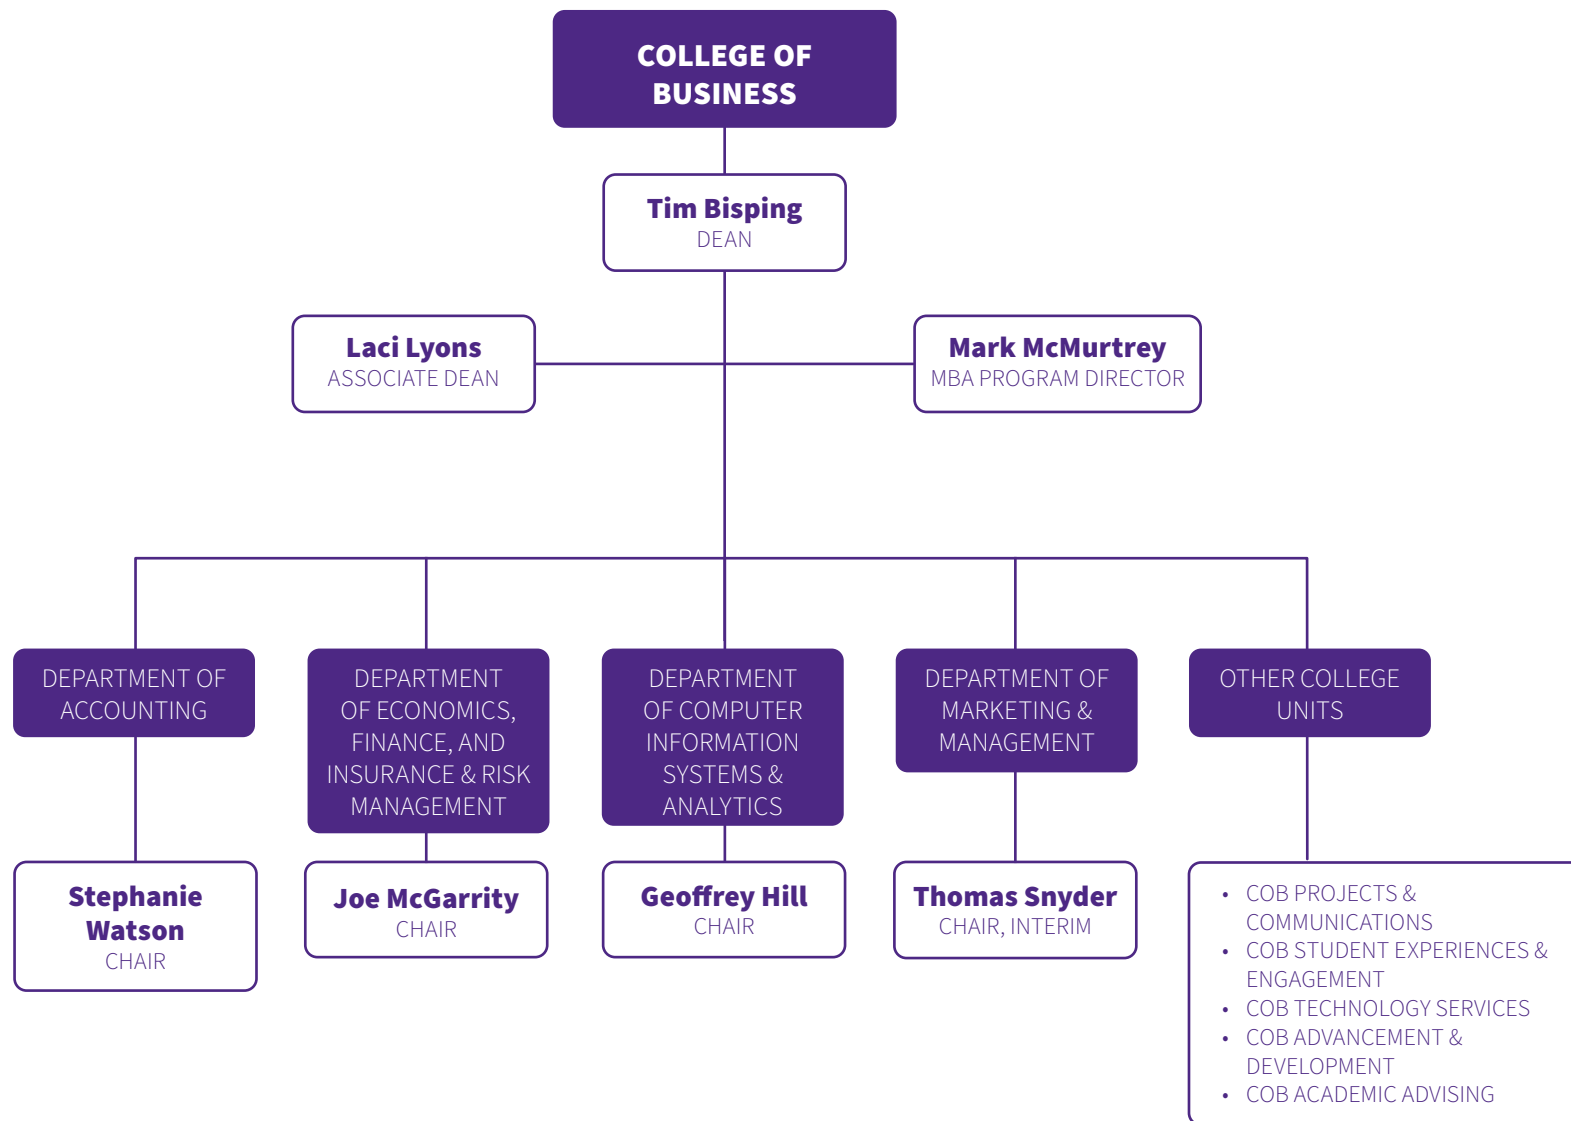 COLLEGE OF
BUSINESS
Tim Bisping
DEAN
Laci Lyons
ASSOCIATE DEAN
Mark McMurtrey
MBA PROGRAM DIRECTOR
DEPARTMENT OF
ACCOUNTING
DEPARTMENT
OF ECONOMICS,
FINANCE, AND
INSURANCE & RISK
MANAGEMENT
DEPARTMENT
OF COMPUTER
INFORMATION
SYSTEMS &
ANALYTICS
DEPARTMENT OF
MARKETING &
MANAGEMENT
OTHER COLLEGE
UNITS
Stephanie
Watson
CHAIR
Joe McGarrity
CHAIR
Geoffrey Hill
CHAIR
Thomas Snyder
CHAIR, INTERIM
• COB PROJECTS &
COMMUNICATIONS
• COB STUDENT EXPERIENCES &
ENGAGEMENT
• COB TECHNOLOGY SERVICES
• COB ADVANCEMENT &
DEVELOPMENT
• COB ACADEMIC ADVISING